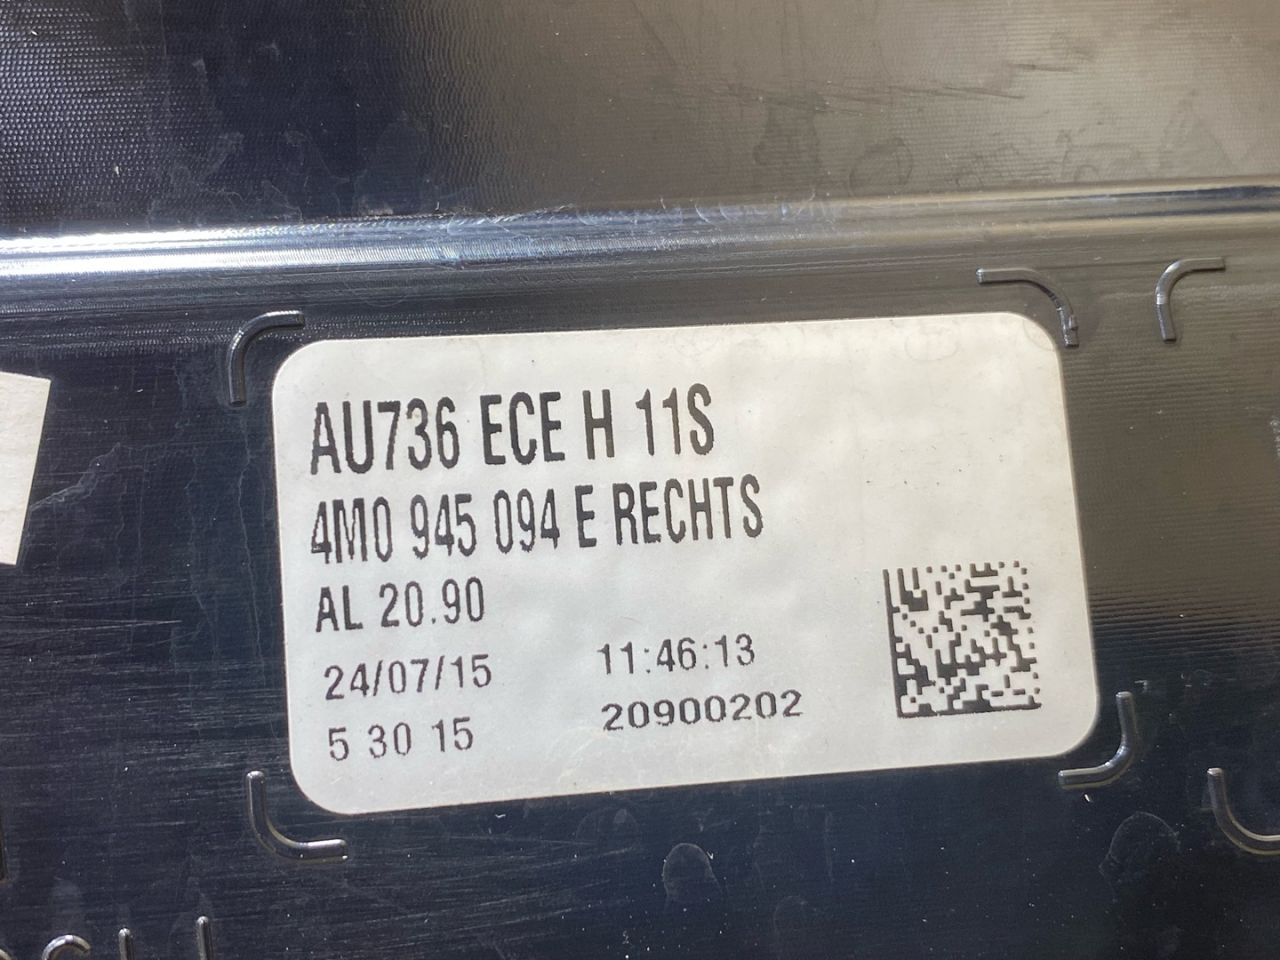 AU736 ECE H 11S
4M0 945 094 E RECHTS
AL 20.90
24/07/15 11:46:13
5 30 15 20900202